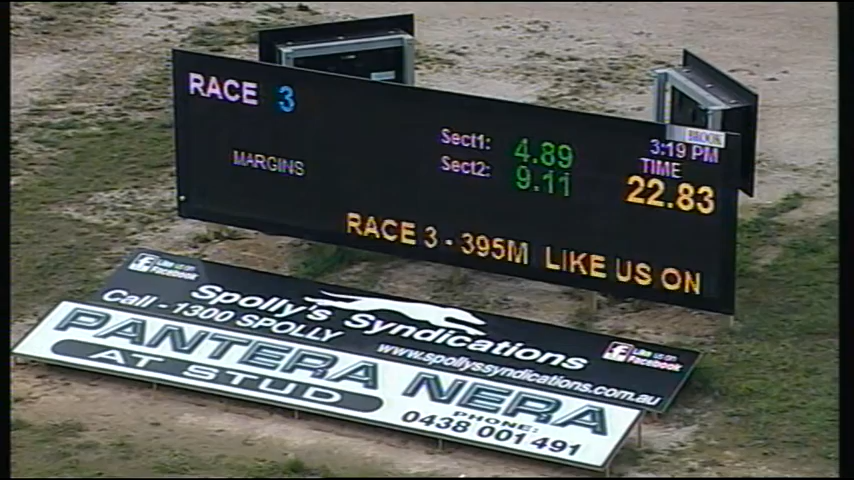 RACE 3
BROOK
3:19 PM
Sect1: 4.89
TIME
MARGINS
Sect2: 9.11
22.83
RACE 3 - 395M LIKE US ON
Like us on
Facebook
Spolly's Syndications
Call - 1300 SPOLLY
www.spollyssyndications.com.au
Like us on
Facebook
PANTERA NERA
AT STUD
PHONE:
0438 001 491